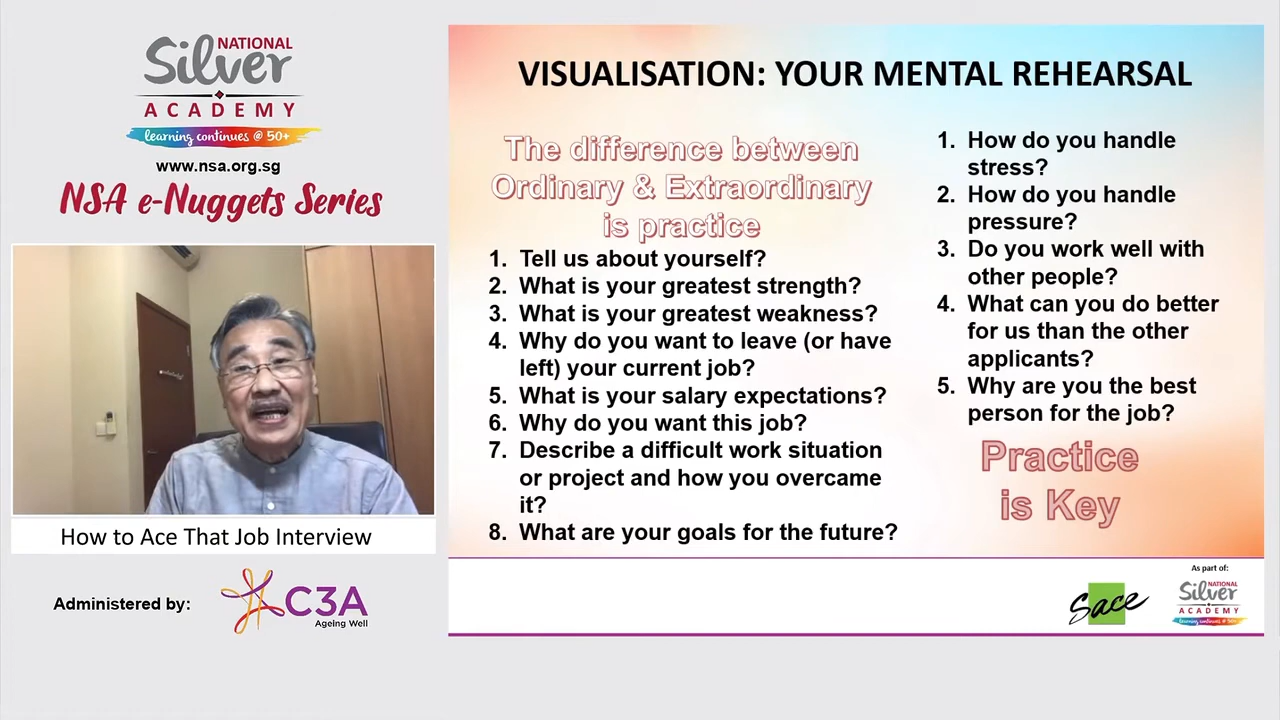 NATIONAL
Silver
ACADEMY
learning continues @ 50+
www.nsa.org.sg
NSA e-Nuggets Series
How to Ace That Job Interview
Administered by:
C3A
Ageing Well
VISUALISATION: YOUR MENTAL REHEARSAL
The difference between
Ordinary & Extraordinary
is practice
1. Tell us about yourself?
2. What is your greatest strength?
3. What is your greatest weakness?
4. Why do you want to leave (or have
left) your current job?
5. What is your salary expectations?
6. Why do you want this job?
7. Describe a difficult work situation
or project and how you overcame
it?
8. What are your goals for the future?
1. How do you handle
stress?
2. How do you handle
pressure?
3. Do you work well with
other people?
4. What can you do better
for us than the other
applicants?
5. Why are you the best
person for the job?
Practice
is Key
Sace
As part of:
NATIONAL
Silver
ACADEMY
learning continues @ 50+